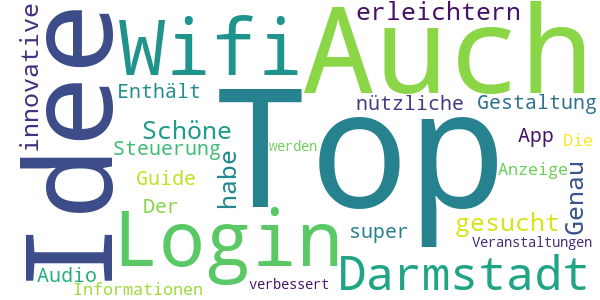 innovative
Idee
Wifi
Auch
erleichtern
Enthält
nützliche
Gestaltung
Schöne
Steuerung
werden
App
Die
Guide
habe
Top
Anzeige
Genau
Der
Login
super
gesucht
Veranstaltungen
Audio
Informationen
verbessert
Darmstadt